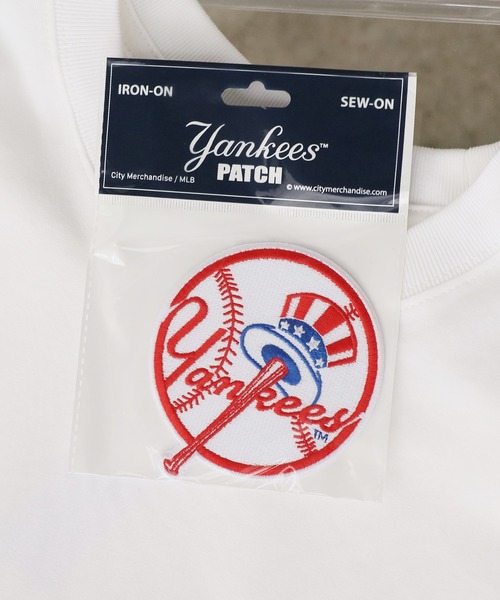 IRON-ON
SEW-ON
Yankees™
PATCH
City Merchandise / MLB
© www.citymerchandise.com
Yankees
TM